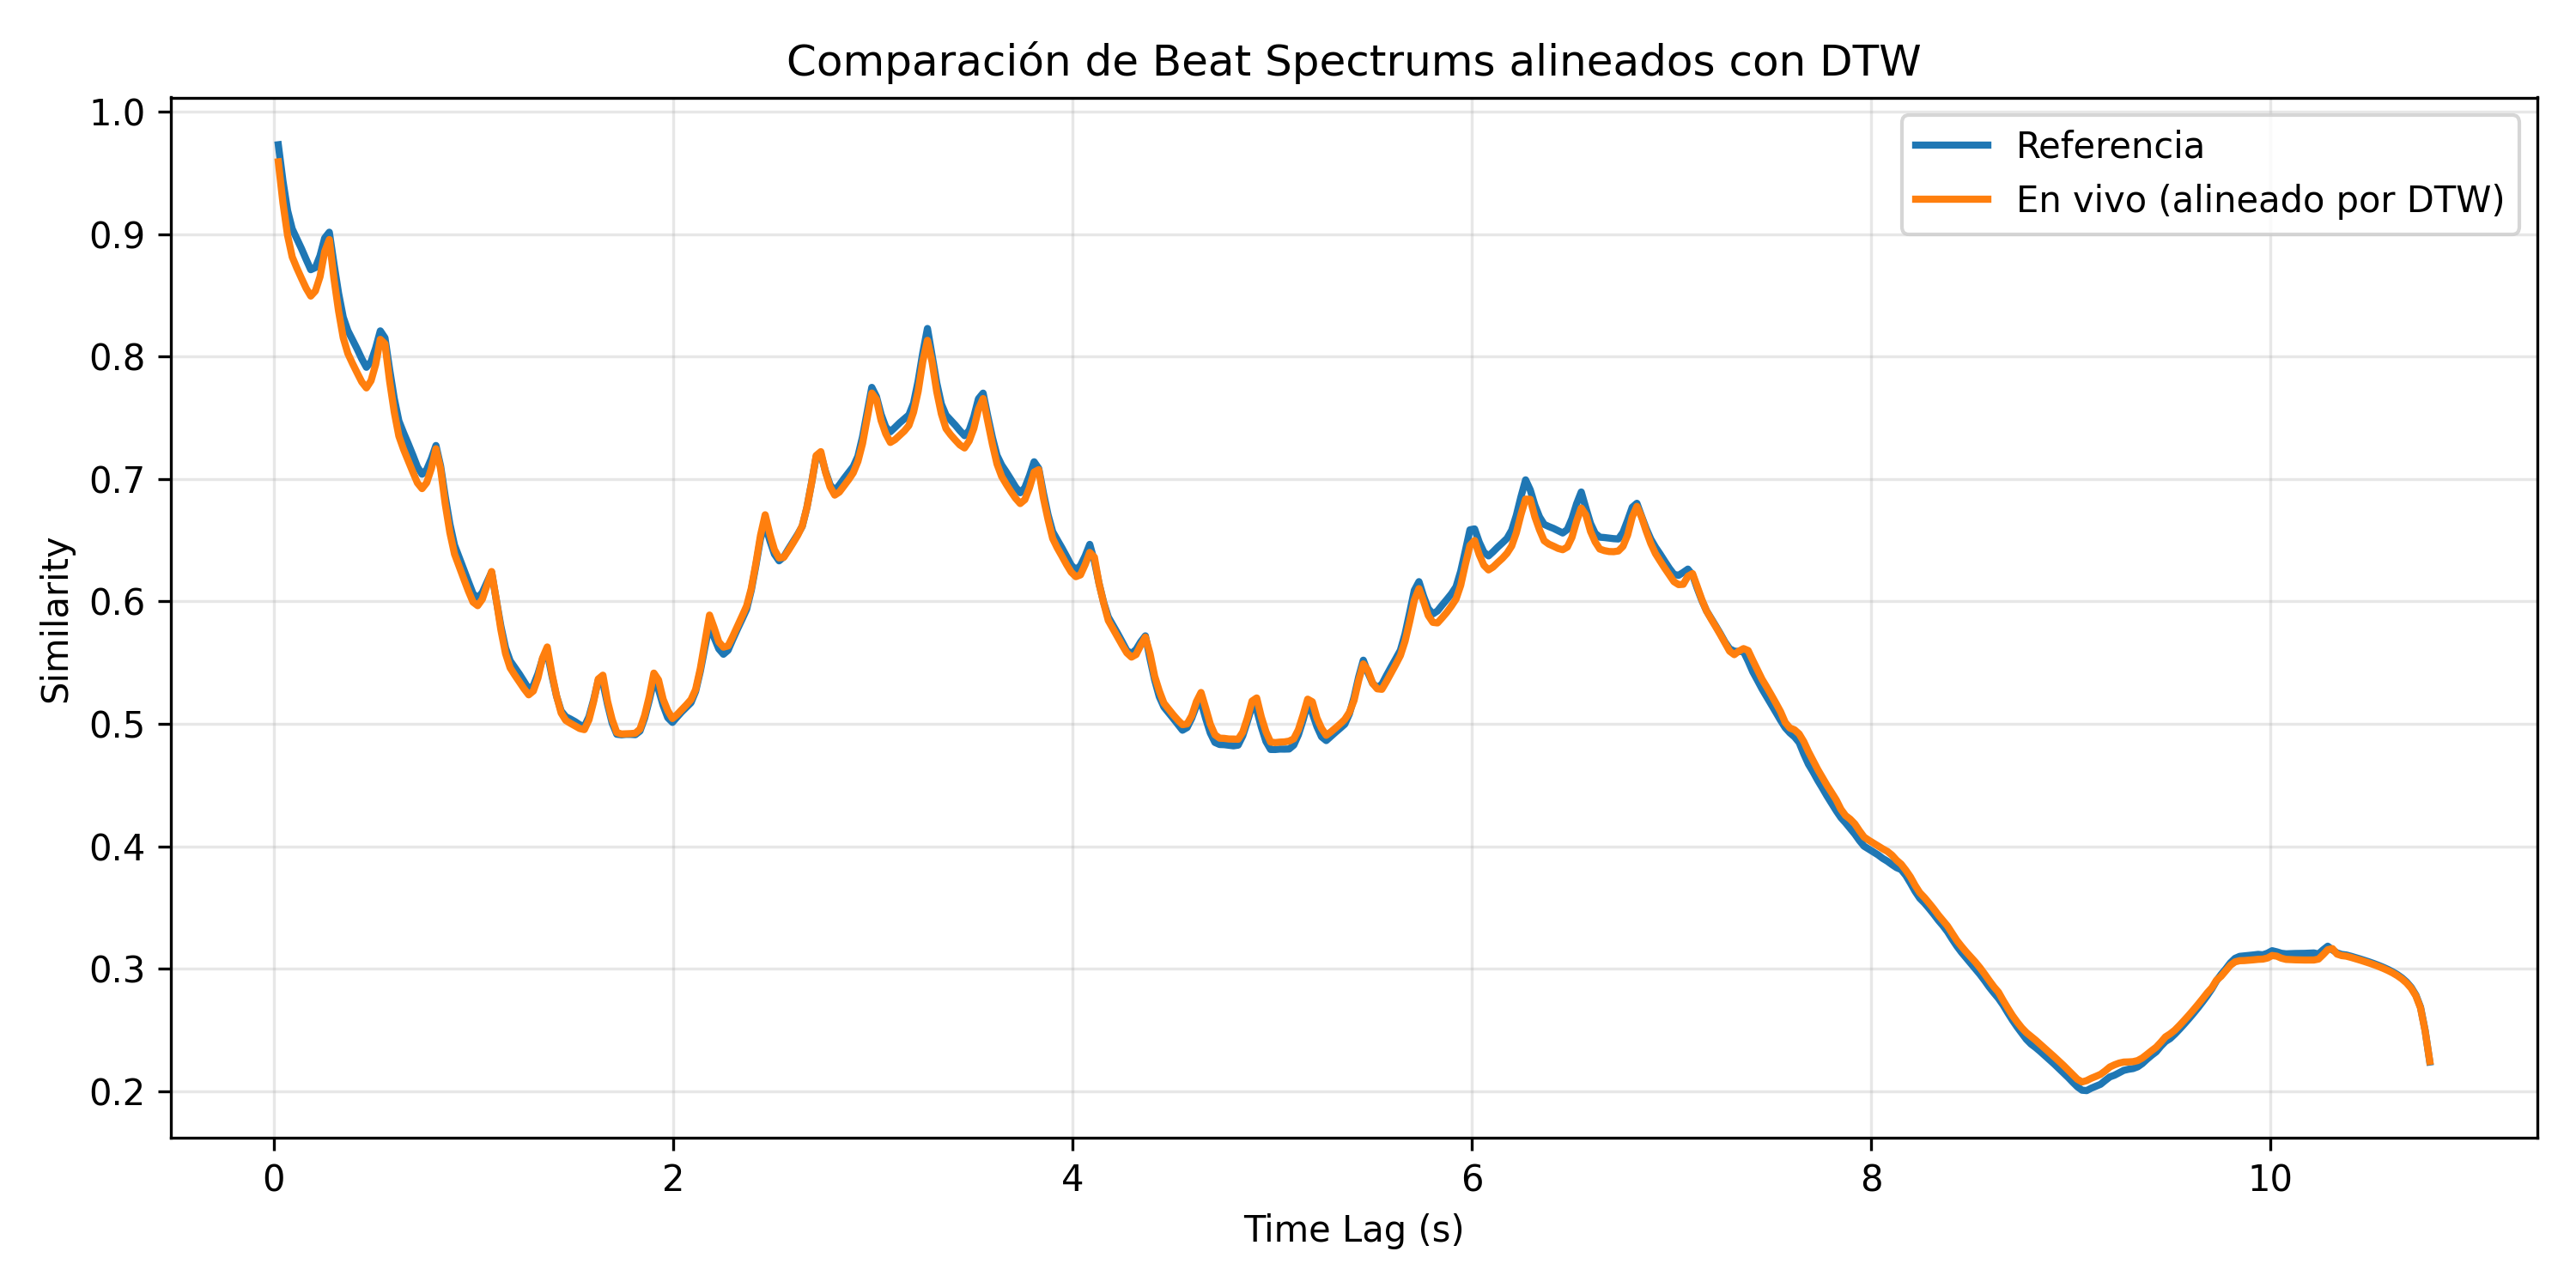 Comparación de Beat Spectrums alineados con DTW
1.0
0.9
0.8
0.7
0.6
0.5
0.4
0.3
0.2
Similarity
Referencia
En vivo (alineado por DTW)
0 2 4 6 8 10
Time Lag (s)